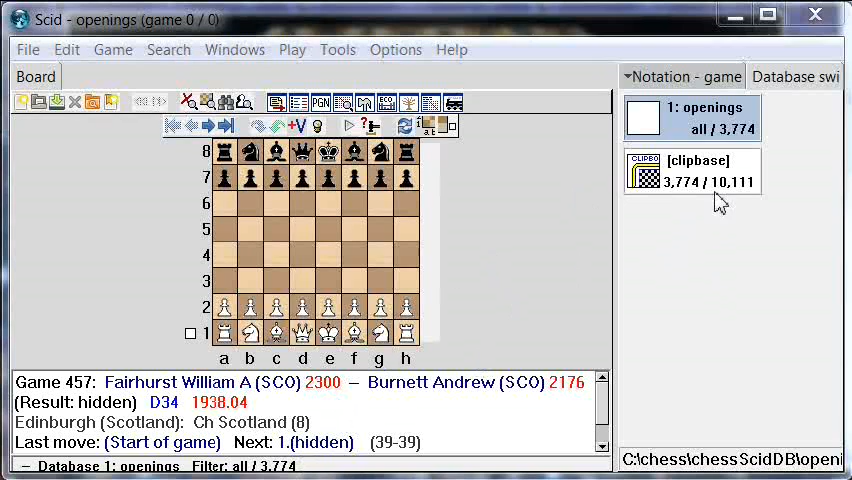 Scid - openings (game 0 / 0)
File Edit Game Search Windows Play Tools Options Help
Board
Notation - game
Database swi
PGN
ECO
+V
1: openings
all / 3,774
CLIPBO
[clipbase]
3,774 / 10,111
8
7
6
5
4
3
2
1
a b c d e f g h
Game 457: Fairhurst William A (SCO) 2300 – Burnett Andrew (SCO) 2176
(Result: hidden) D34 1938.04
Edinburgh (Scotland): Ch Scotland (8)
Last move: (Start of game) Next: 1.(hidden) (39-39)
– Database 1: openings Filter: all / 3,774
C:\chess\chessScidDB\openi